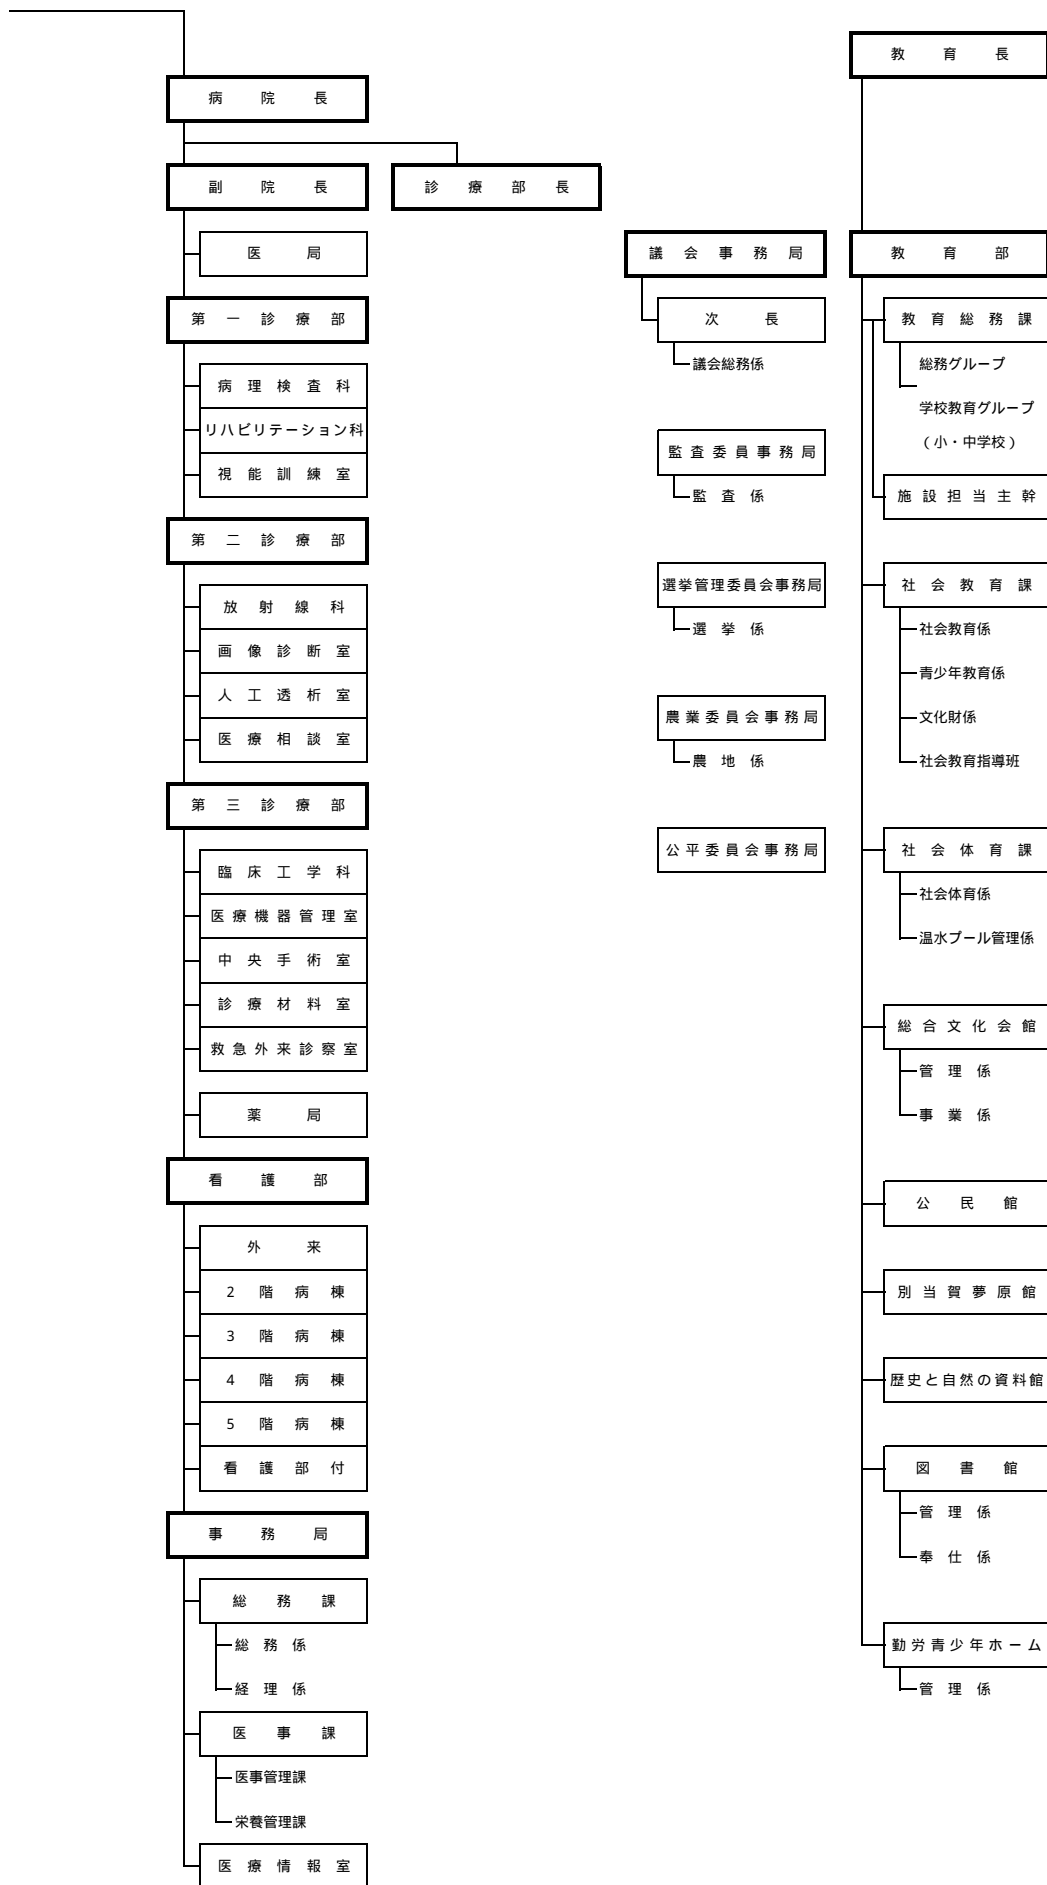 病院長
副院長
診療部長
医局
第一診療部
病理検査科
リハビリテーション科
視能訓練室
第二診療部
放射線科
画像診断室
人工透析室
医療相談室
第三診療部
臨床工学科
医療機器管理室
中央手術室
診療材料室
救急外来診察室
薬局
看護部
外来
2階病棟
3階病棟
4階病棟
5階病棟
看護部付
事務局
総務課
総務係
経理係
医事課
医事管理課
栄養管理課
医療情報室
議会事務局
次長
議会総務係
監査委員事務局
監査係
選挙管理委員会事務局
選挙係
農業委員会事務局
農地係
公平委員会事務局
教育長
教育部
教育総務課
総務グループ
学校教育グループ
(小・中学校)
施設担当主幹
社会教育課
社会教育係
青少年教育係
文化財係
社会教育指導班
社会体育課
社会体育係
温水プール管理係
総合文化会館
管理係
事業係
公民館
別当賀夢原館
歴史と自然の資料館
図書館
管理係
奉仕係
勤労青少年ホーム
管理係